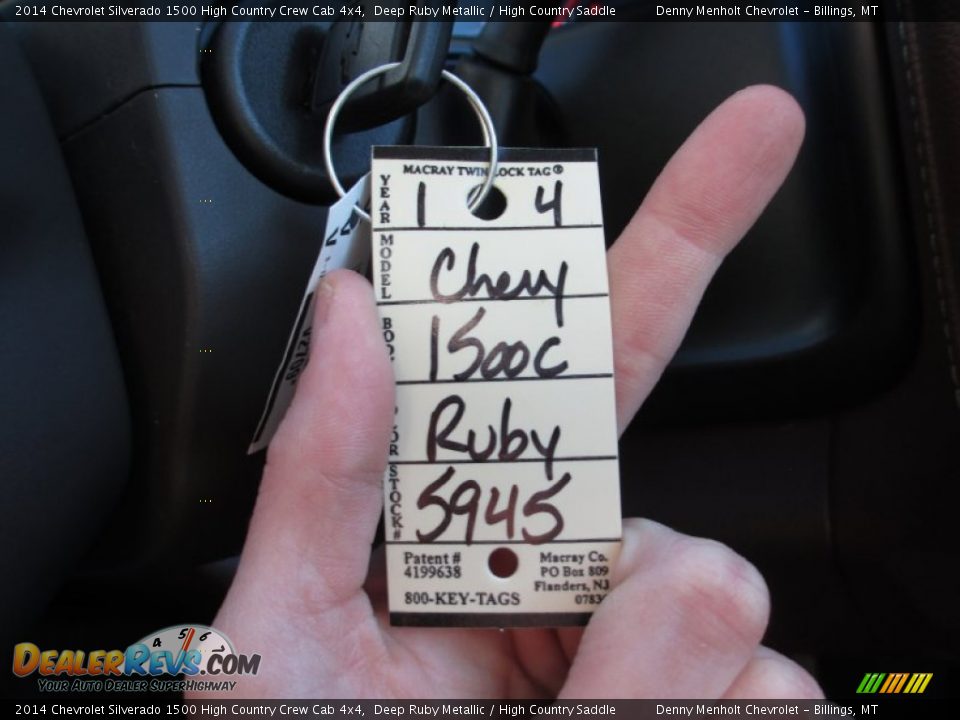 2014 Chevrolet Silverado 1500 High Country Crew Cab 4x4, Deep Ruby Metallic / High Country Saddle Denny Menholt Chevrolet - Billings, MT
MACRAY TWIN LOCK TAG®
YEAR 1 4
MODEL Chevy
1500C
Ruby
STOCK# 5945
Patent #
4199638
800-KEY-TAGS
Macray Co.
PO Box 809
Flanders, NJ
DEALERREVS.COM
4 5 6
YOUR AUTO DEALER SUPERHIGHWAY
2014 Chevrolet Silverado 1500 High Country Crew Cab 4x4, Deep Ruby Metallic / High Country Saddle Denny Menholt Chevrolet - Billings, MT